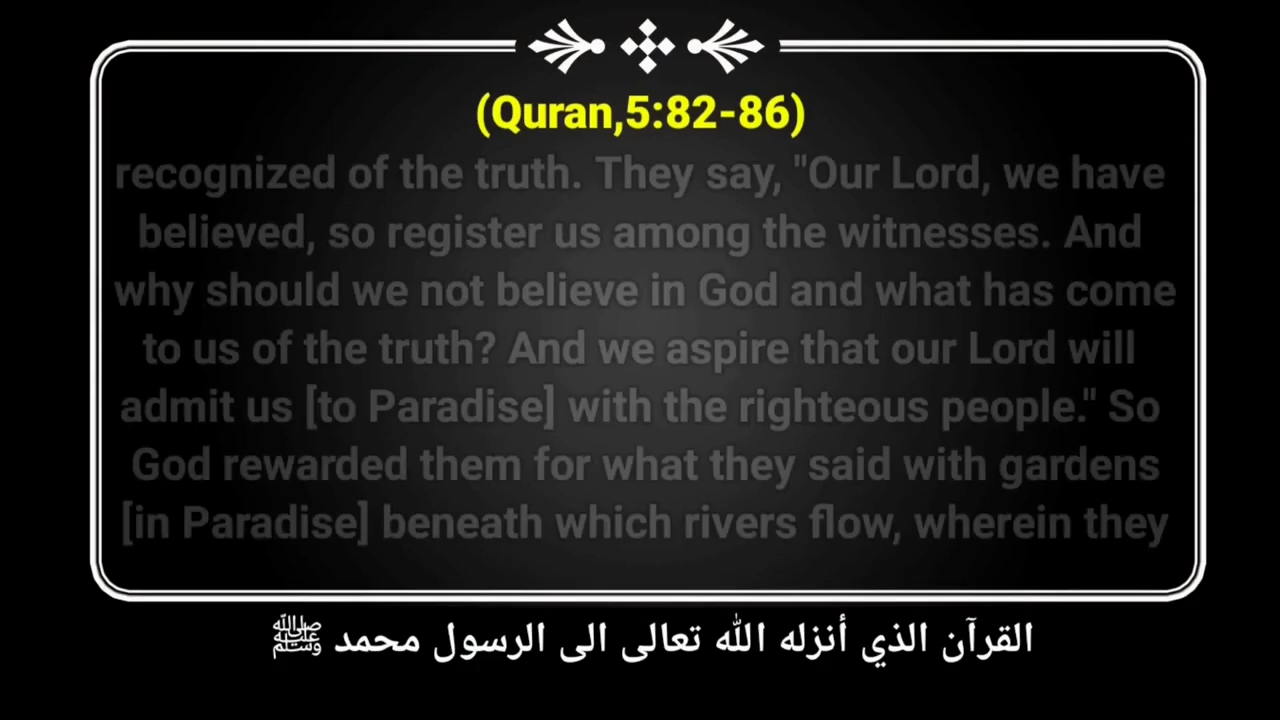 (Quran,5:82-86)
recognized of the truth. They say, "Our Lord, we have
believed, so register us among the witnesses. And
why should we not believe in God and what has come
to us of the truth? And we aspire that our Lord will
admit us [to Paradise] with the righteous people." So
God rewarded them for what they said with gardens
[in Paradise] beneath which rivers flow, wherein they
القرآن الذي أنزله الله تعالى الى الرسول محمد ﷺ